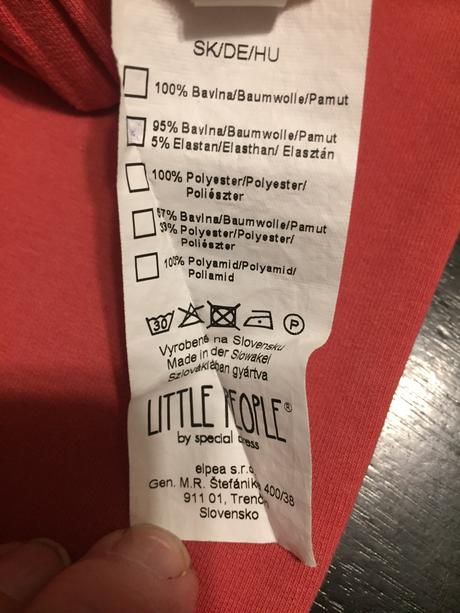 SK/DE/HU
100% Bavlna/Baumwolle/Pamut
95% Bavlna/Baumwolle/Pamut
5% Elastan/Elasthan/ Elasztán
100% Polyester/Polyester/
Poliészter
67% Bavlna/Baumwolle/Pamut
33% Polyester/Polyester/
Poliészter
100% Polyamid/Polyamid/
Poliamid
30 P
Vyrobené na Slovensku
Made in der Slowakei
Szlovákiában gyártva
LITTLE PEOPLE®
by special dress
elpea s.r.o.
Gen. M.R. Štefánika 400/38
911 01, Trenčín
Slovensko